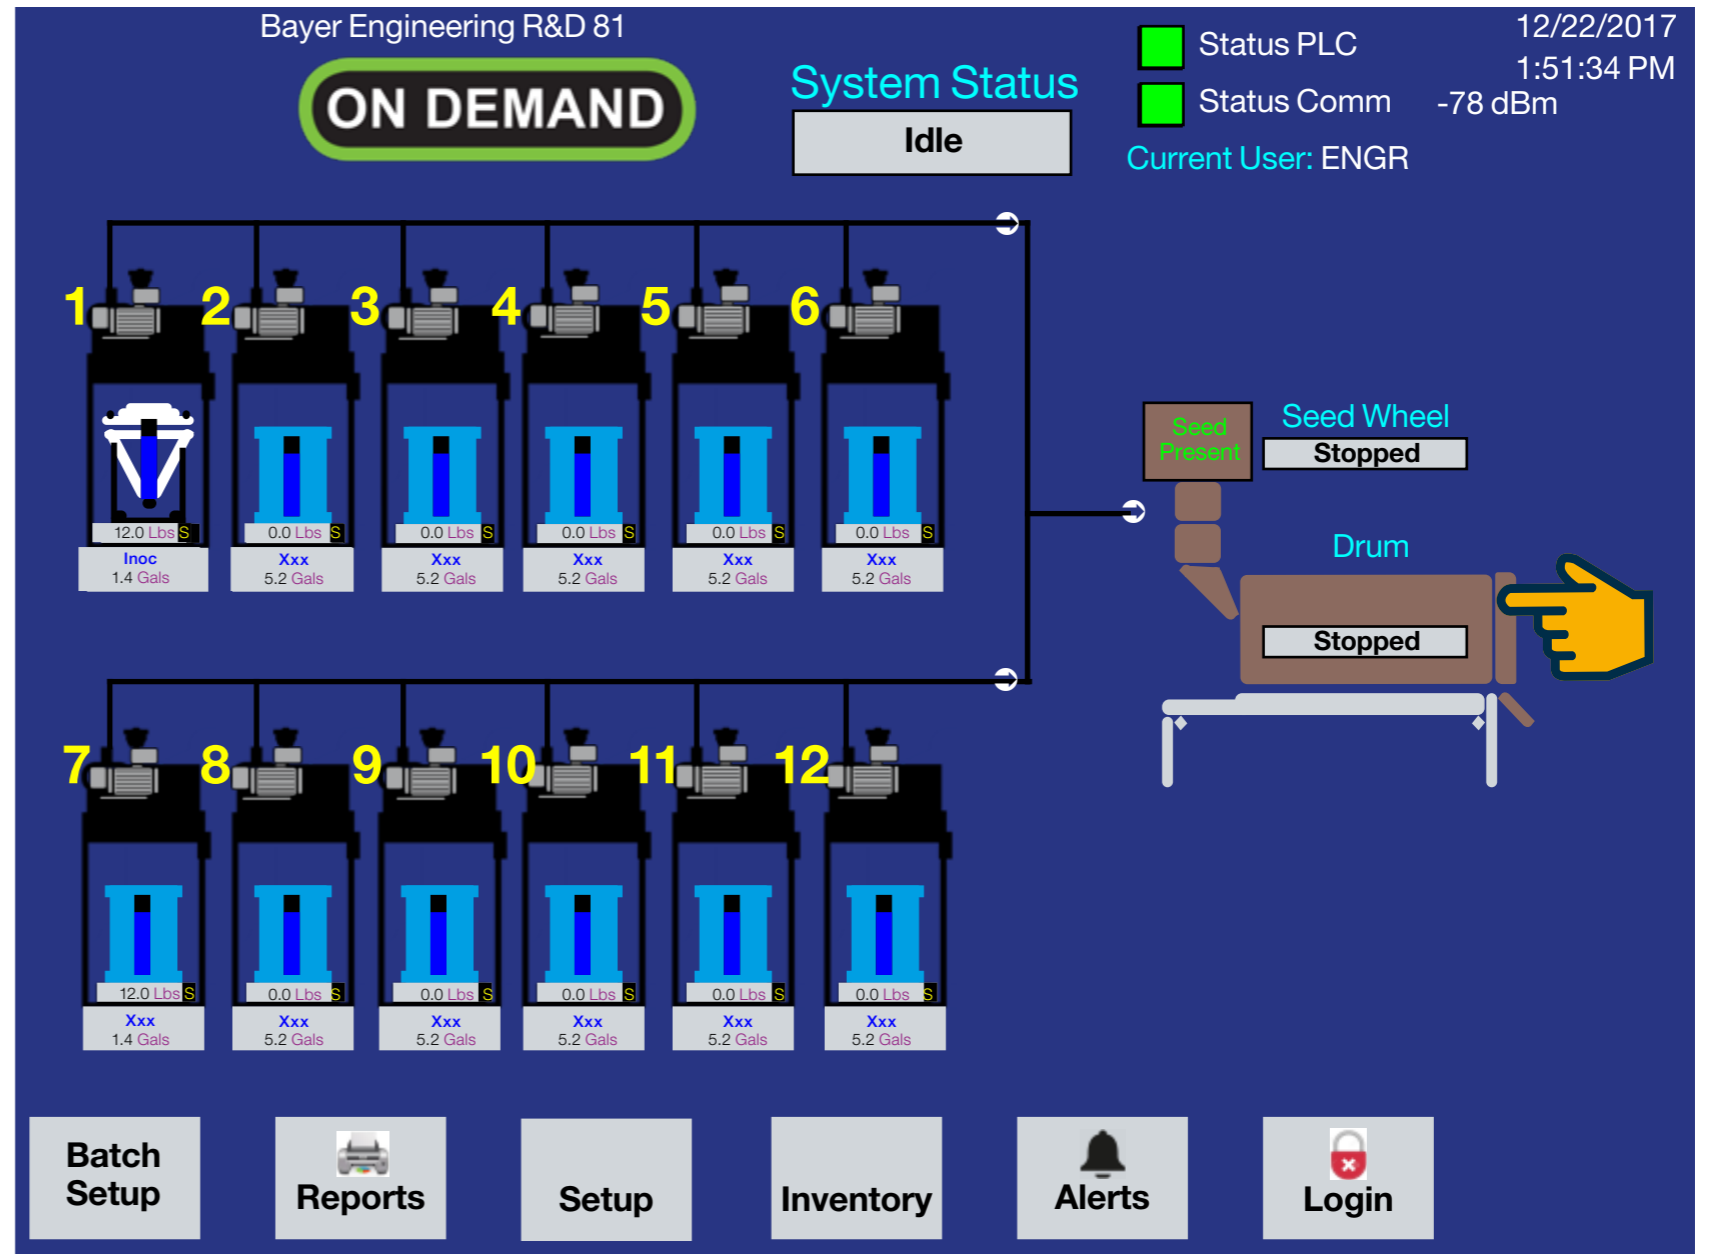 Bayer Engineering R&D 81
ON DEMAND
System Status
Idle
Status PLC
Status Comm
-78 dBm
12/22/2017
1:51:34 PM
Current User: ENGR
1 2 3 4 5 6
12.0 Lbs S 0.0 Lbs S 0.0 Lbs S 0.0 Lbs S 0.0 Lbs S 0.0 Lbs S
Inoc Xxx Xxx Xxx Xxx Xxx
1.4 Gals 5.2 Gals 5.2 Gals 5.2 Gals 5.2 Gals 5.2 Gals
Seed
Present
Seed Wheel
Stopped
Drum
Stopped
7 8 9 10 11 12
12.0 Lbs S 0.0 Lbs S 0.0 Lbs S 0.0 Lbs S 0.0 Lbs S 0.0 Lbs S
Xxx Xxx Xxx Xxx Xxx Xxx
1.4 Gals 5.2 Gals 5.2 Gals 5.2 Gals 5.2 Gals 5.2 Gals
Batch
Setup
Reports
Setup
Inventory
Alerts
Login